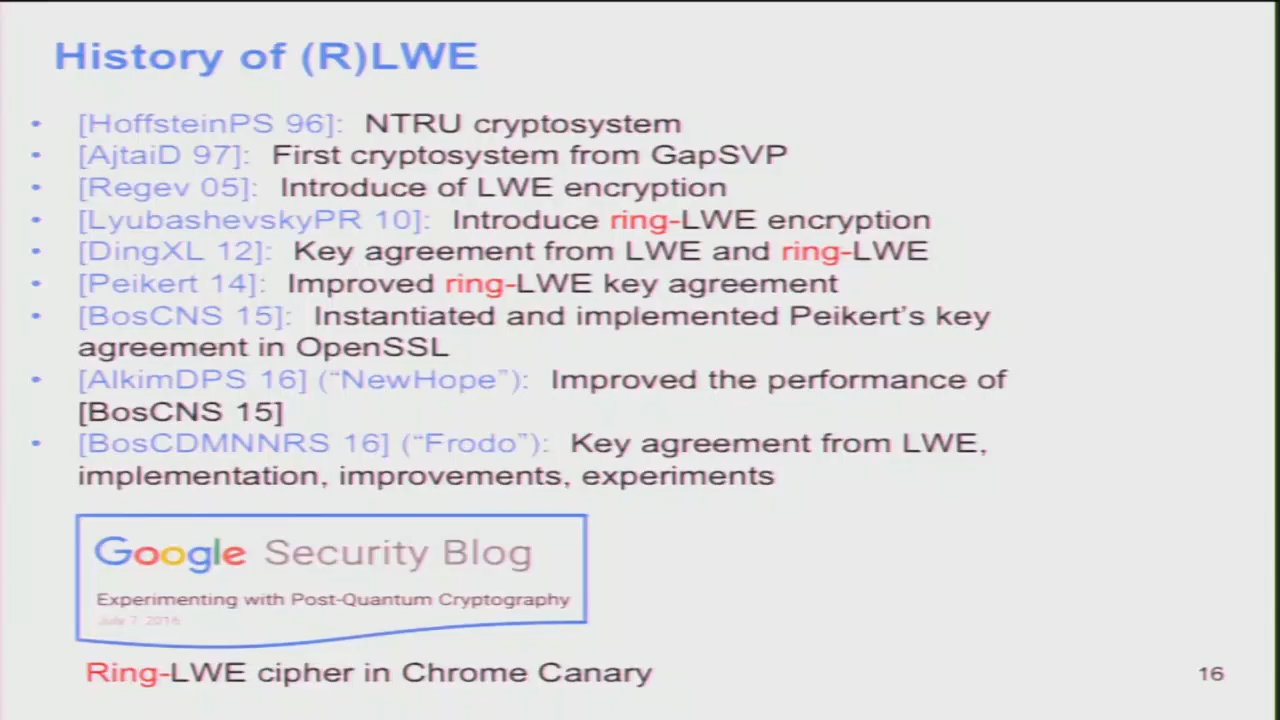 History of (R)LWE
• [HoffsteinPS 96]: NTRU cryptosystem
• [AjtaiD 97]: First cryptosystem from GapSVP
• [Regev 05]: Introduce of LWE encryption
• [LyubashevskyPR 10]: Introduce ring-LWE encryption
• [DingXL 12]: Key agreement from LWE and ring-LWE
• [Peikert 14]: Improved ring-LWE key agreement
• [BosCNS 15]: Instantiated and implemented Peikert's key
agreement in OpenSSL
• [AlkimDPS 16] (“NewHope”): Improved the performance of
[BosCNS 15]
• [BosCDMNNRS 16] (“Frodo”): Key agreement from LWE,
implementation, improvements, experiments
Google Security Blog
Experimenting with Post-Quantum Cryptography
July 7, 2016
Ring-LWE cipher in Chrome Canary
16